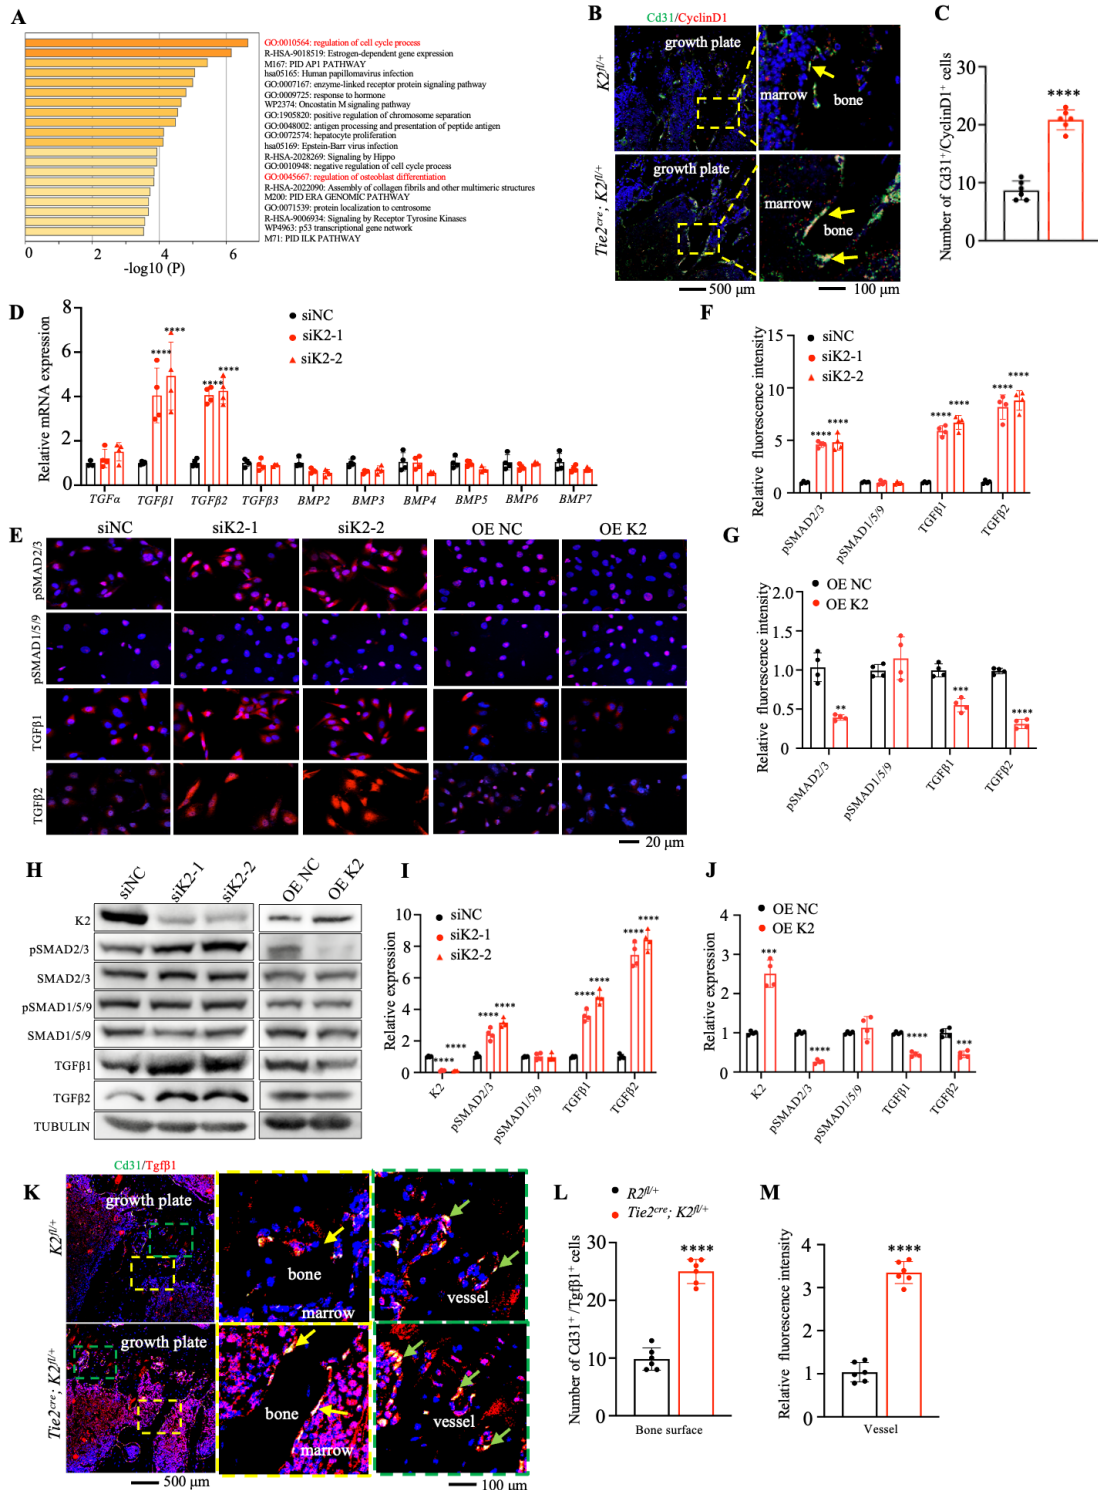 A
GO:0010564: regulation of cell cycle process
R-HSA-9018519: Estrogen-dependent gene expression
M167: PID AP1 PATHWAY
hsa05165: Human papillomavirus infection
GO:0007167: enzyme-linked receptor protein signaling pathway
GO:0009725: response to hormone
WP2374: Oncostatin M signaling pathway
GO:1905820: positive regulation of chromosome separation
GO:0048002: antigen processing and presentation of peptide antigen
GO:0072574: hepatocyte proliferation
hsa05169: Epstein-Barr virus infection
R-HSA-2028269: Signaling by Hippo
GO:0010948: negative regulation of cell cycle process
GO:0045667: regulation of osteoblast differentiation
R-HSA-2022090: Assembly of collagen fibrils and other multimeric structures
M200: PID ERA GENOMIC PATHWAY
GO:0071539: protein localization to centrosome
R-HSA-9006934: Signaling by Receptor Tyrosine Kinases
WP4963: p53 transcriptional gene network
M71: PID ILK PATHWAY
0 2 4 6
-log10 (P)
B
Cd31/CyclinD1
K2fl/+
growth plate
marrow
bone
Tie2cre; K2fl/+
growth plate
marrow
bone
500 μm
100 μm
C
Number of Cd31+/CyclinD1+ cells
30
20
10
0
****
D
Relative mRNA expression
8
6
4
2
0
siNC
siK2-1
siK2-2
**** **** **** ****
TGFα TGFβ1 TGFβ2 TGFβ3 BMP2 BMP3 BMP4 BMP5 BMP6 BMP7
F
Relative fluorescence intensity
15
10
5
0
siNC
siK2-1
siK2-2
**** **** **** **** **** ****
pSMAD2/3 pSMAD1/5/9 TGFβ1 TGFβ2
E
siNC siK2-1 siK2-2 OE NC OE K2
pSMAD2/3
pSMAD1/5/9
TGFβ1
TGFβ2
20 μm
G
Relative fluorescence intensity
2.0
1.5
1.0
0.5
0
OE NC
OE K2
** *** ****
pSMAD2/3 pSMAD1/5/9 TGFβ1 TGFβ2
H
siNC siK2-1 siK2-2 OE NC OE K2
K2
pSMAD2/3
SMAD2/3
pSMAD1/5/9
SMAD1/5/9
TGFβ1
TGFβ2
TUBULIN
I
Relative expression
10
8
6
4
2
0
siNC
siK2-1
siK2-2
**** **** **** **** **** **** **** ****
K2 pSMAD2/3 pSMAD1/5/9 TGFβ1 TGFβ2
J
Relative expression
4
3
2
1
0
OE NC
OE K2
*** **** **** ***
K2 pSMAD2/3 pSMAD1/5/9 TGFβ1 TGFβ2
K
Cd31/Tgfβ1
K2fl/+
growth plate
bone
marrow
vessel
Tie2cre; K2fl/+
growth plate
bone
marrow
vessel
500 μm
100 μm
L
R2fl/+
Tie2cre; K2fl/+
Number of Cd31+ /Tgfβ1+ cells
30
20
10
0
****
Bone surface
M
Relative fluorescence intensity
4
3
2
1
0
****
Vessel